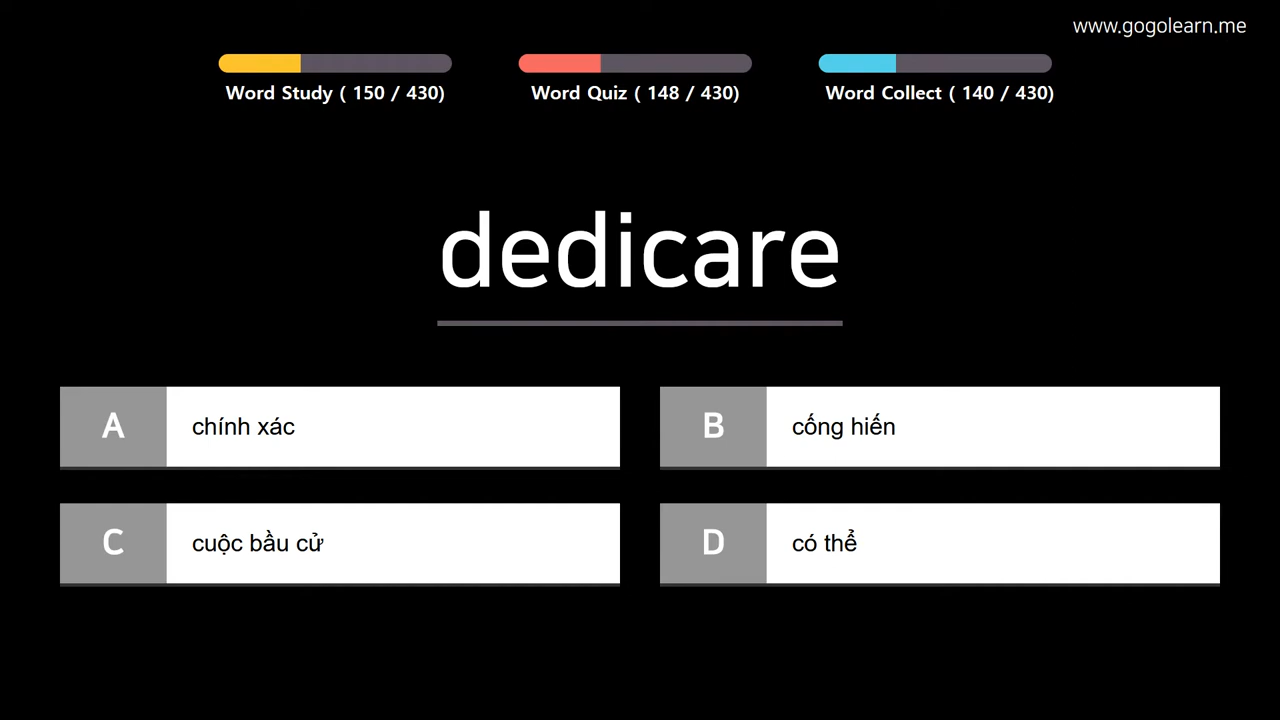 www.gogolearn.me
Word Study ( 150 / 430)
Word Quiz ( 148 / 430)
Word Collect ( 140 / 430)
dedicare
A
chính xác
B
cống hiến
C
cuộc bầu cử
D
có thể